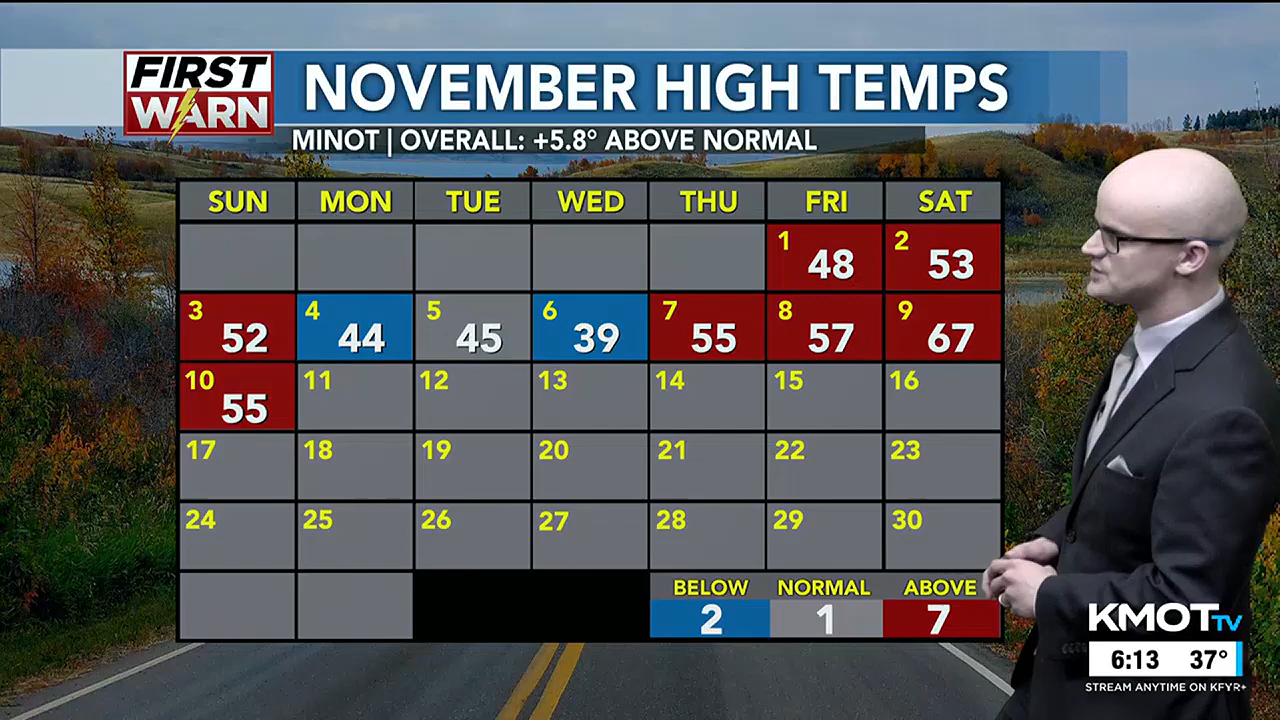 FIRST
WARN
NOVEMBER HIGH TEMPS
MINOT | OVERALL: +5.8° ABOVE NORMAL
SUN MON TUE WED THU FRI SAT
1 48 2 53
3 52 4 44 5 45 6 39 7 55 8 57 9 67
10 55 11 12 13 14 15 16
17 18 19 20 21 22 23
24 25 26 27 28 29 30
BELOW NORMAL ABOVE
2 1 7
KMOT TV
6:13 37°
STREAM ANYTIME ON KFYR+